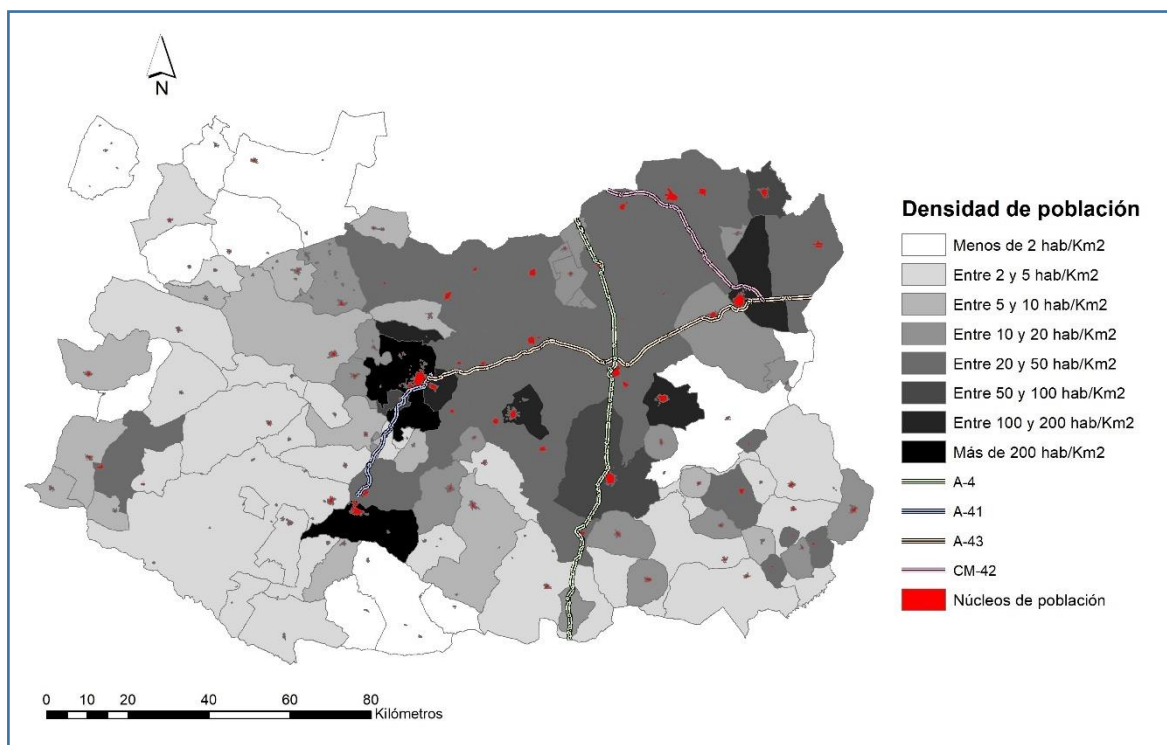 N
Densidad de población
Menos de 2 hab/Km2
Entre 2 y 5 hab/Km2
Entre 5 y 10 hab/Km2
Entre 10 y 20 hab/Km2
Entre 20 y 50 hab/Km2
Entre 50 y 100 hab/Km2
Entre 100 y 200 hab/Km2
Más de 200 hab/Km2
A-4
A-41
A-43
CM-42
Núcleos de población
0 10 20 40 60 80
Kilómetros